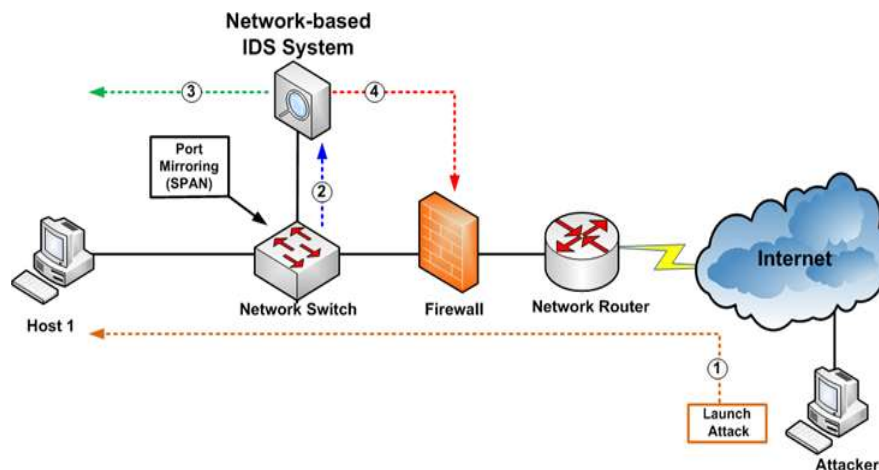 Network-based
IDS System
3
4
Port
Mirroring
(SPAN)
2
Internet
Host 1
Network Switch
Firewall
Network Router
1
Launch
Attack
Attacker